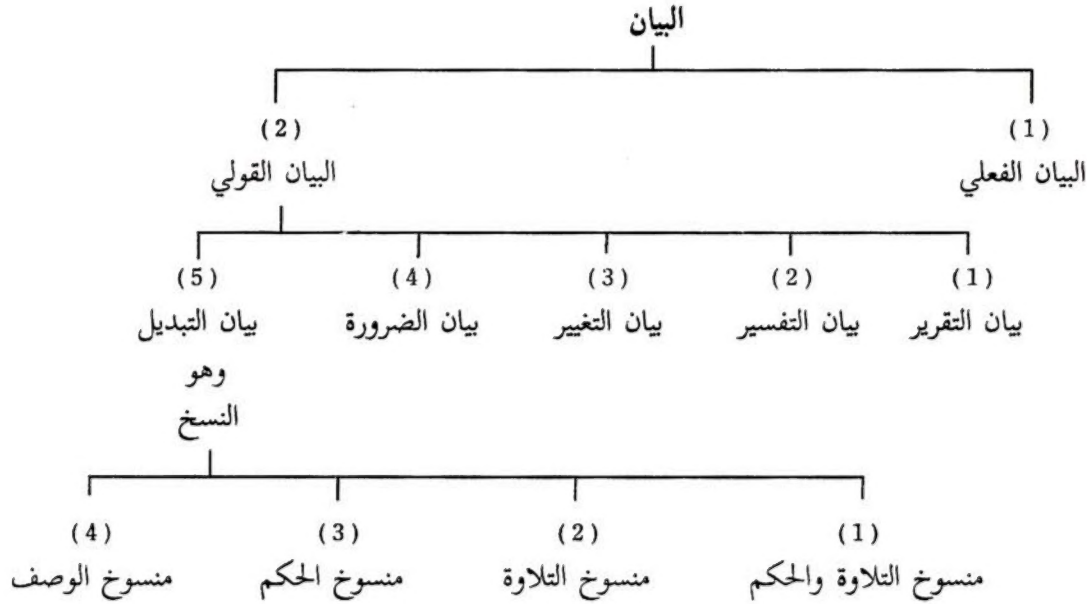 البيان
(1) (2)
البيان الفعلي البيان القولي
(1) (2) (3) (4) (5)
بيان التقرير بيان التفسير بيان التغيير بيان الضرورة بيان التبديل
وهو
النسخ
(1) (2) (3) (4)
منسوخ التلاوة والحكم منسوخ التلاوة منسوخ الحكم منسوخ الوصف